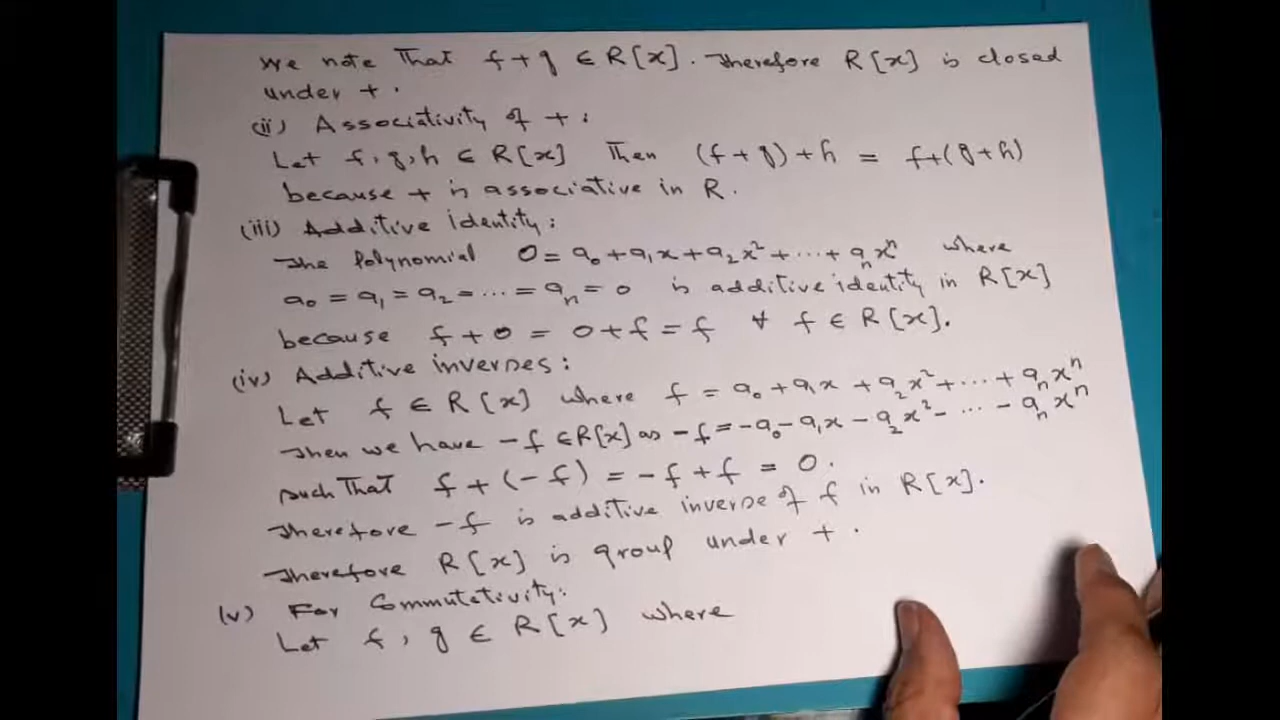 We note that f+g ∈ R[x]. Therefore R[x] is closed
under +.
(ii) Associativity of + :
Let f,g,h ∈ R[x] Then (f+g)+h = f+(g+h)
because + is associative in R.
(iii) Additive identity:
The polynomial 0 = a₀+a₁x+a₂x²+⋯+aₙxⁿ where
a₀ = a₁ = a₂ = ⋯ = aₙ = 0 is additive identity in R[x]
because f+0 = 0+f = f ∀ f ∈ R[x].
(iv) Additive inverses:
Let f ∈ R[x] where f = a₀+a₁x+a₂x²+⋯+aₙxⁿ
Then we have -f ∈ R[x] as -f = -a₀-a₁x-a₂x²-⋯-aₙxⁿ
such that f+(-f) = -f+f = 0.
Therefore -f is additive inverse of f in R[x].
Therefore R[x] is group under + .
(v) For Commutativity:
Let f, g ∈ R[x] where